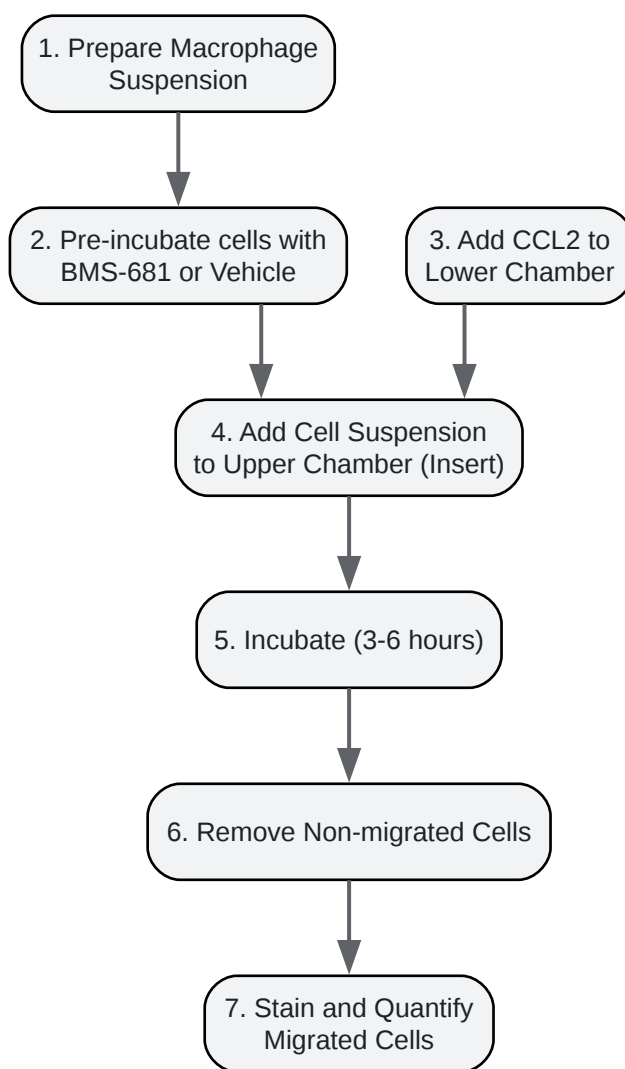 1. Prepare Macrophage
Suspension
2. Pre-incubate cells with
BMS-681 or Vehicle
3. Add CCL2 to
Lower Chamber
4. Add Cell Suspension
to Upper Chamber (Insert)
5. Incubate (3-6 hours)
6. Remove Non-migrated Cells
7. Stain and Quantify
Migrated Cells